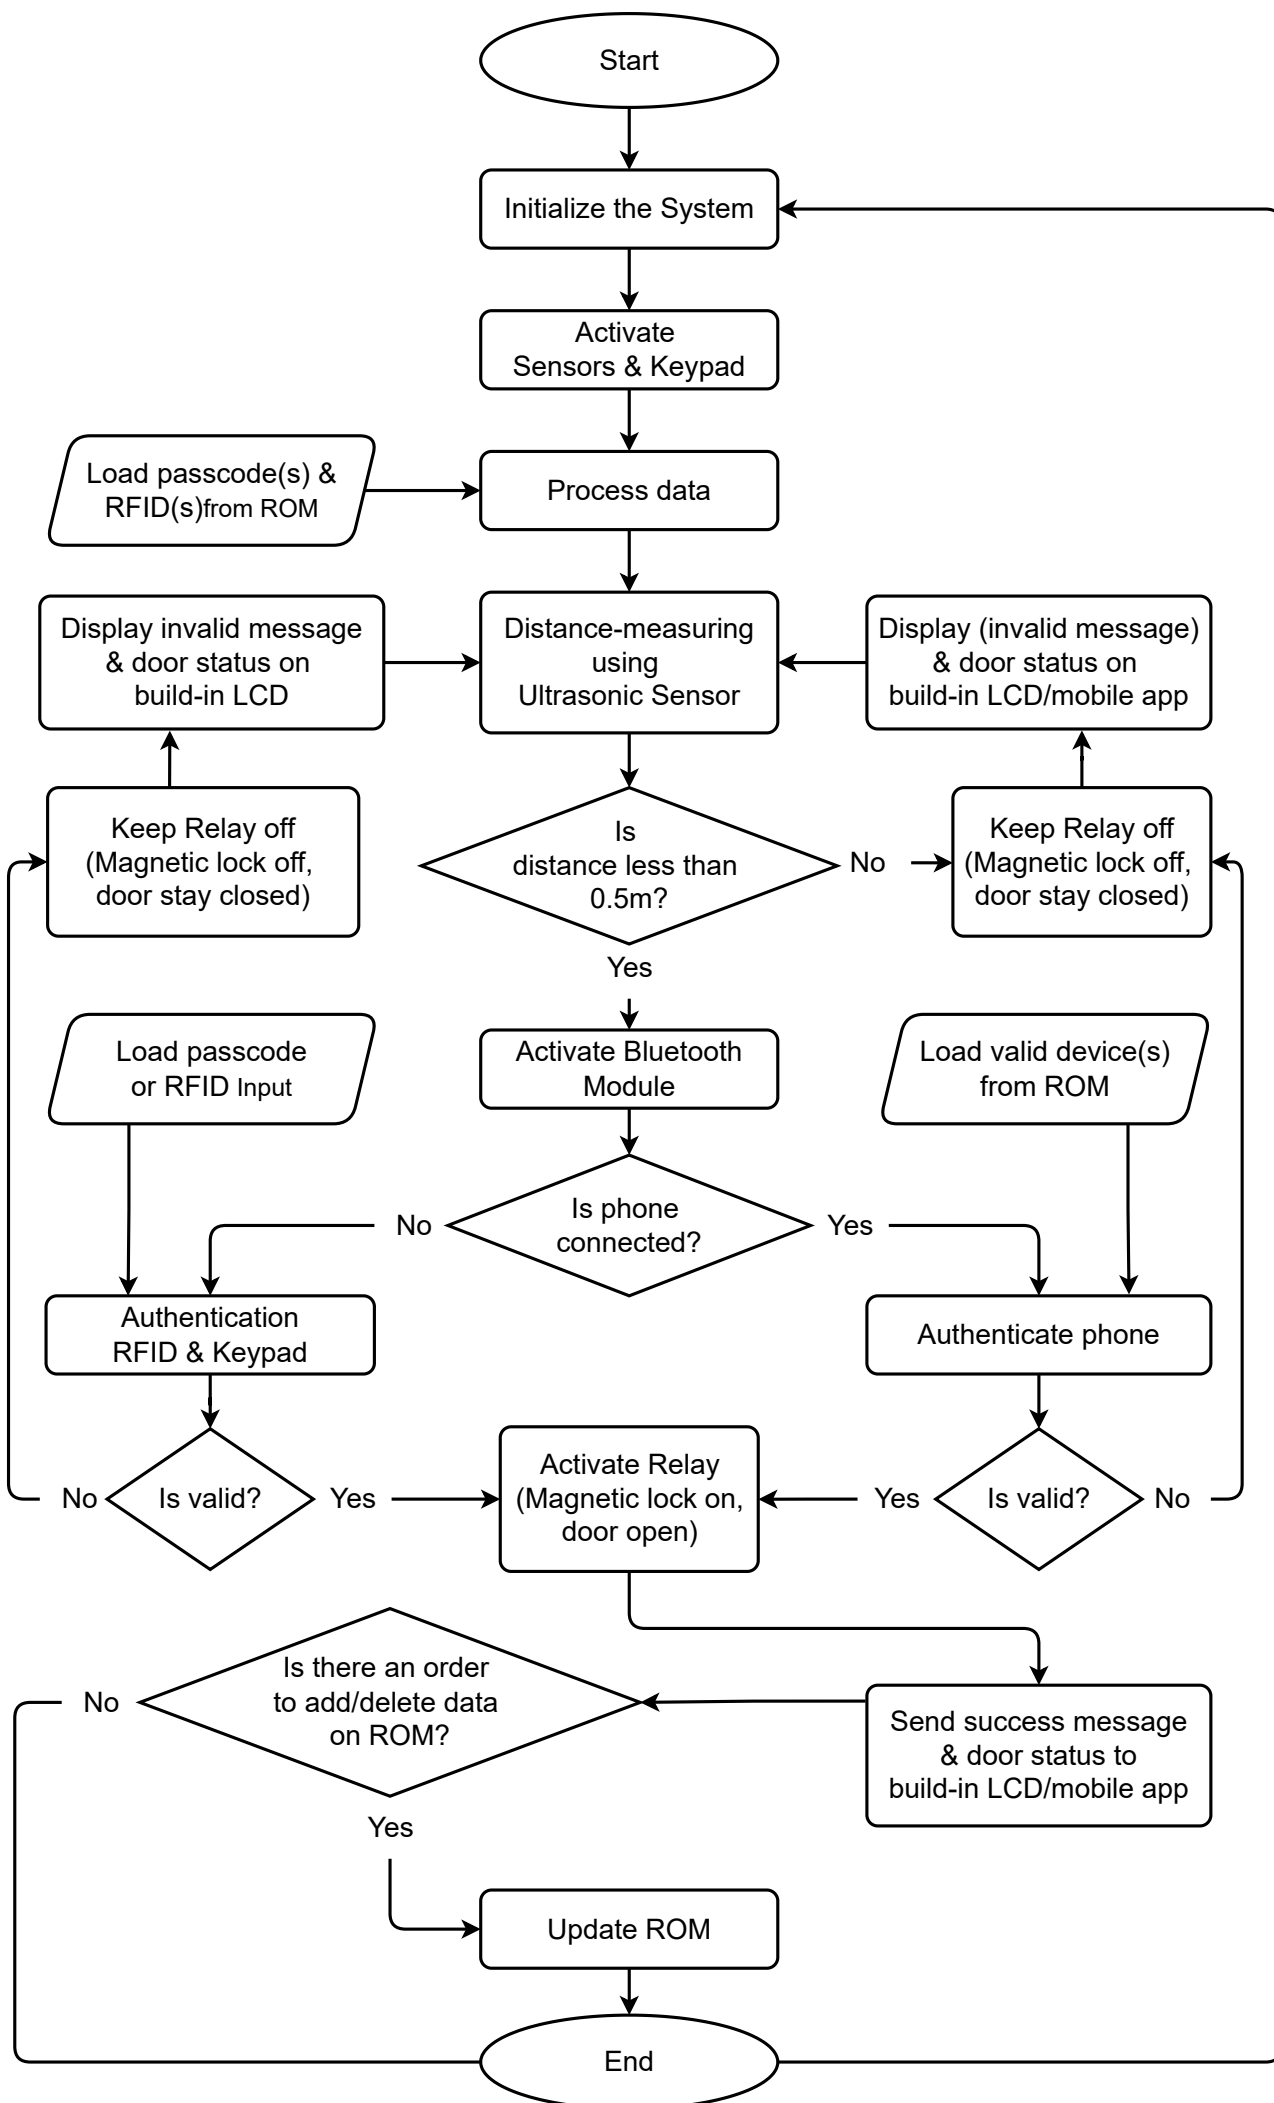 Start
Initialize the System
Activate
Sensors & Keypad
Load passcode(s) &
RFID(s)from ROM
Process data
Display invalid message
& door status on
build-in LCD
Distance-measuring
using
Ultrasonic Sensor
Display (invalid message)
& door status on
build-in LCD/mobile app
Keep Relay off
(Magnetic lock off,
door stay closed)
Is
distance less than
0.5m?
No
Keep Relay off
(Magnetic lock off,
door stay closed)
Yes
Load passcode
or RFID Input
Activate Bluetooth
Module
Load valid device(s)
from ROM
No
Is phone
connected?
Yes
Authentication
RFID & Keypad
Authenticate phone
No
Is valid?
Yes
Activate Relay
(Magnetic lock on,
door open)
Yes
Is valid?
No
No
Is there an order
to add/delete data
on ROM?
Send success message
& door status to
build-in LCD/mobile app
Yes
Update ROM
End